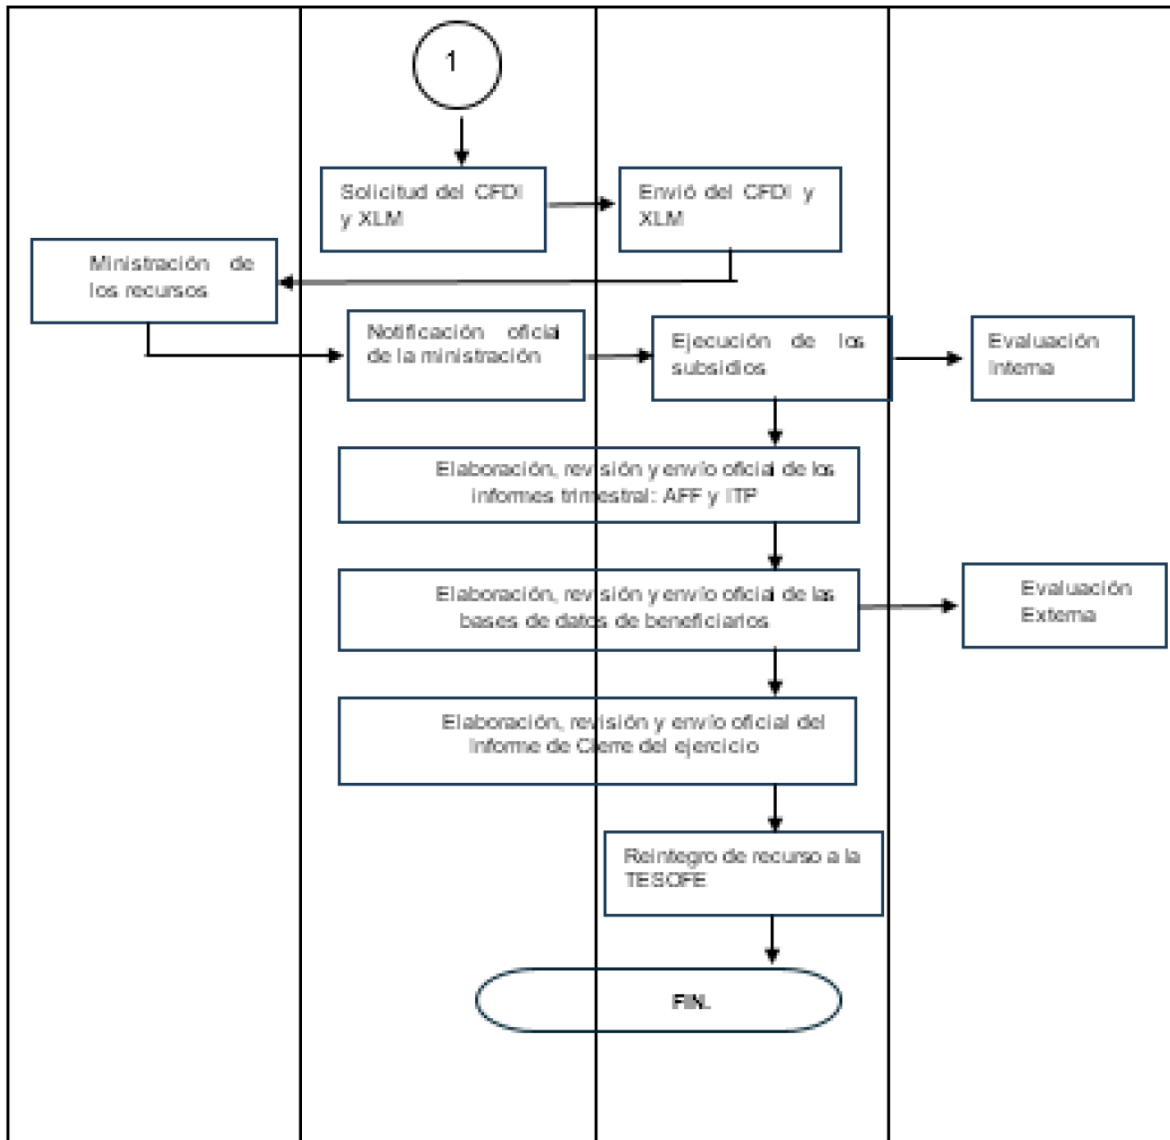 1
Solicitud del CFDI
y XLM
Envió del CFDI y
XLM
Ministración de
los recursos
Notificación oficial
de la ministración
Ejecución de los
subsidios
Evaluación
Interna
Elaboración, revisión y envío oficial de los
informes trimestral: AFF y ITP
Elaboración, revisión y envío oficial de las
bases de datos de beneficiarios
Evaluación
Externa
Elaboración, revisión y envío oficial del
Informe de Cierre del ejercicio
Reintegro de recurso a la
TESOFE
FIN.